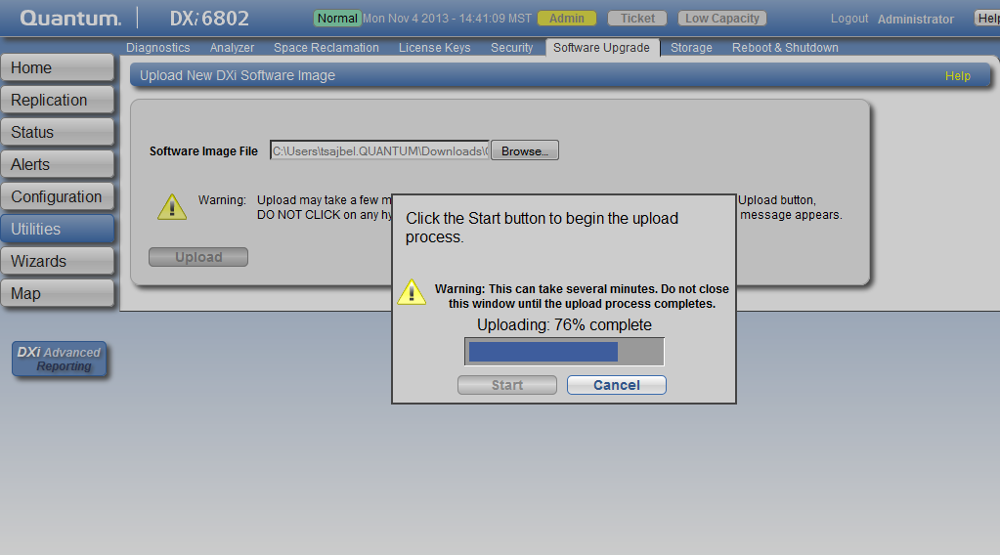 Quantum. DXi 6802 Normal Mon Nov 4 2013 - 14:41:09 MST Admin Ticket Low Capacity Logout Administrator Help
Diagnostics Analyzer Space Reclamation License Keys Security Software Upgrade Storage Reboot & Shutdown
Upload New DXi Software Image Help
Home
Replication
Status
Alerts
Configuration
Utilities
Wizards
Map
DXi Advanced
Reporting
Software Image File C:\Users\tsajbel.QUANTUM\Downloads\ Browse...
Warning: Upload may take a few Upload button,
DO NOT CLICK on any message appears.
Upload
Click the Start button to begin the upload
process.
Warning: This can take several minutes. Do not close
this window until the upload process completes.
Uploading: 76% complete
Start Cancel